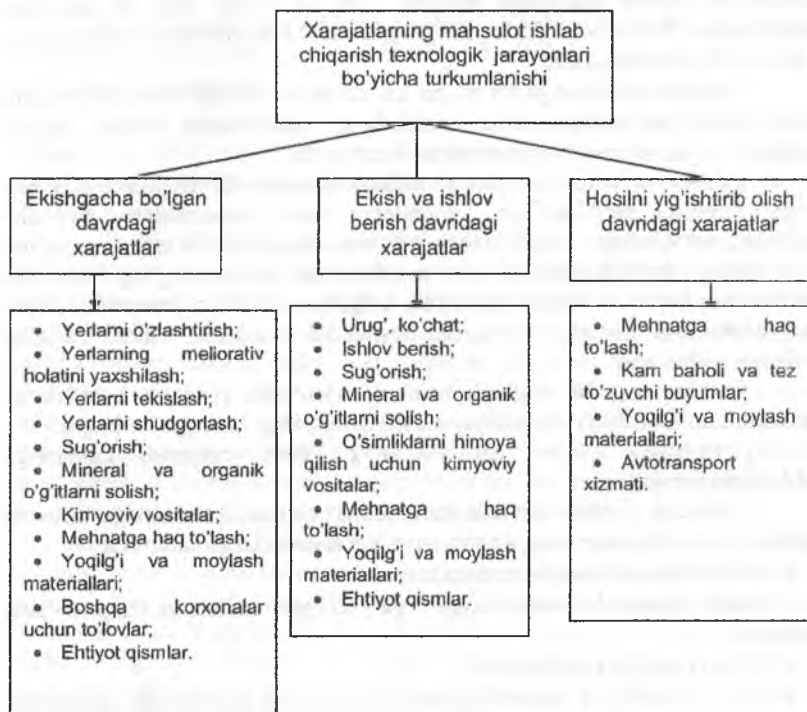 Xarajatlarning mahsulot ishlab
chiqarish texnologik jarayonlari
bo'yicha turkumlanishi
Ekishgacha bo'lgan
davrdagi
xarajatlar
Ekish va ishlov
berish davridagi
xarajatlar
Hosilni yig'ishtirib olish
davridagi xarajatlar
• Yerlarni o'zlashtirish;
• Yerlarning meliorativ
holatini yaxshilash;
• Yerlarni tekislash;
• Yerlarni shudgorlash;
• Sug'orish;
• Mineral va organik
o'g'itlarni solish;
• Kimyoviy vositalar;
• Mehnatga haq to'lash;
• Yoqilg'i va moylash
materiallari;
• Boshqa korxonalar
uchun to'lovlar;
• Ehtiyot qismlar.
• Urug', ko'chat;
• Ishlov berish;
• Sug'orish;
• Mineral va organik
o'g'itlarni solish;
• O'simliklarni himoya
qilish uchun kimyoviy
vositalar;
• Mehnatga haq
to'lash;
• Yoqilg'i va moylash
materiallari;
• Ehtiyot qismlar.
• Mehnatga haq
to'lash;
• Kam baholi va tez
to'zuvchi buyumlar;
• Yoqilg'i va moylash
materiallari;
• Avtotransport
xizmati.